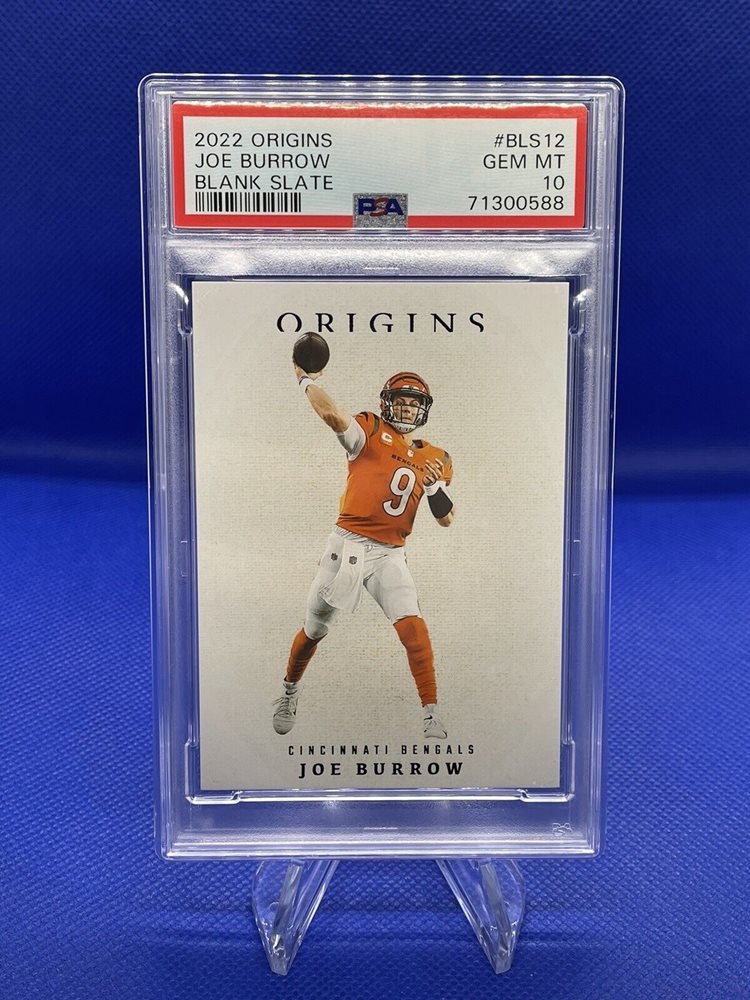 2022 ORIGINS #BLS12
JOE BURROW GEM MT
BLANK SLATE 10
PSA 71300588
ORIGINS
C
BENGALS
9
CINCINNATI BENGALS
JOE BURROW